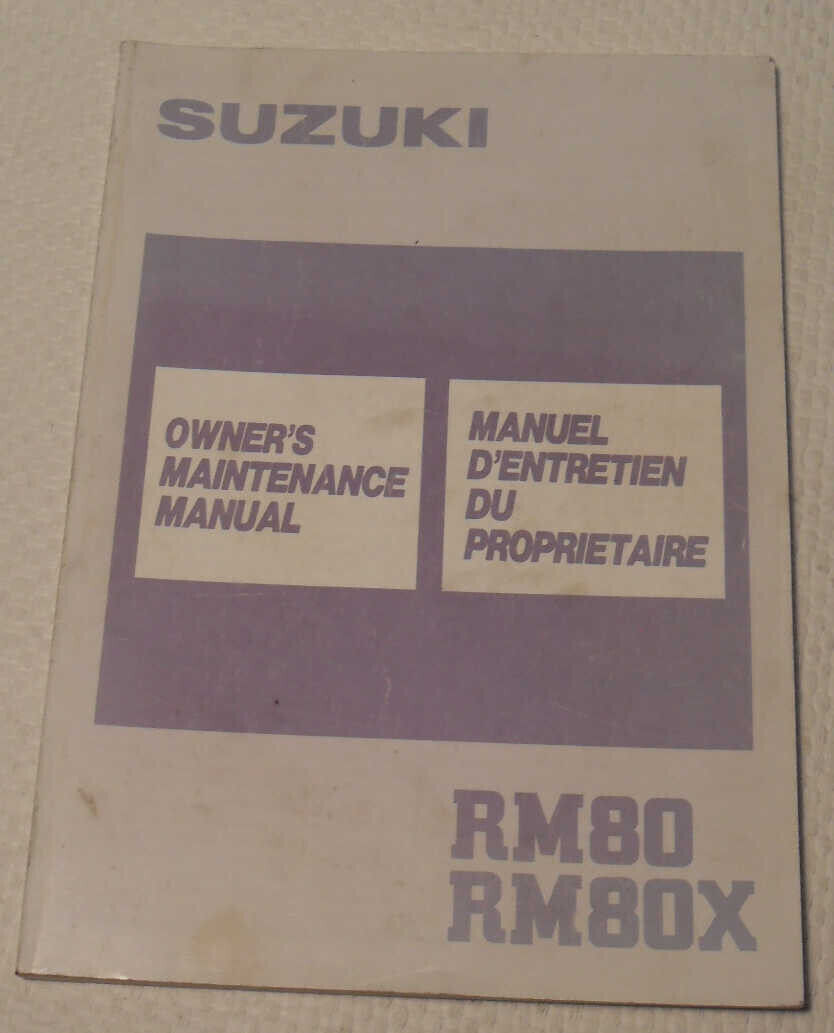 SUZUKI
OWNER'S
MAINTENANCE
MANUAL
MANUEL
D'ENTRETIEN
DU
PROPRIETAIRE
RM80
RM80X